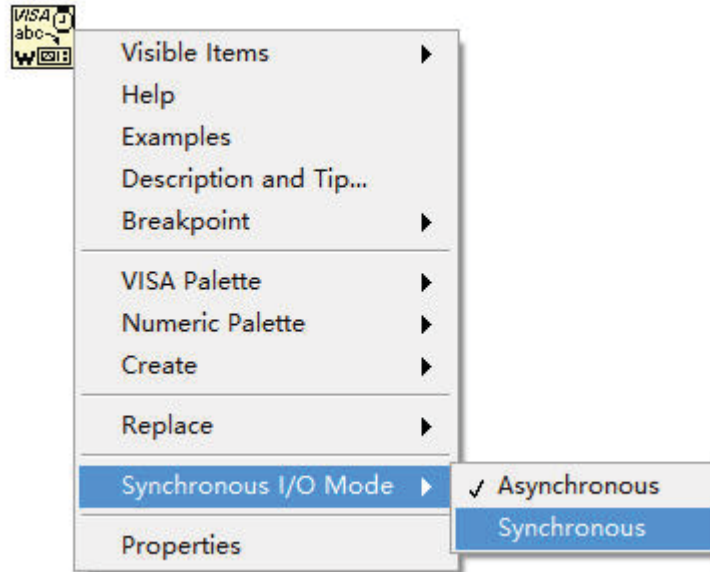 VISA
abc
W
Visible Items
Help
Examples
Description and Tip...
Breakpoint
VISA Palette
Numeric Palette
Create
Replace
Synchronous I/O Mode
✓ Asynchronous
Synchronous
Properties